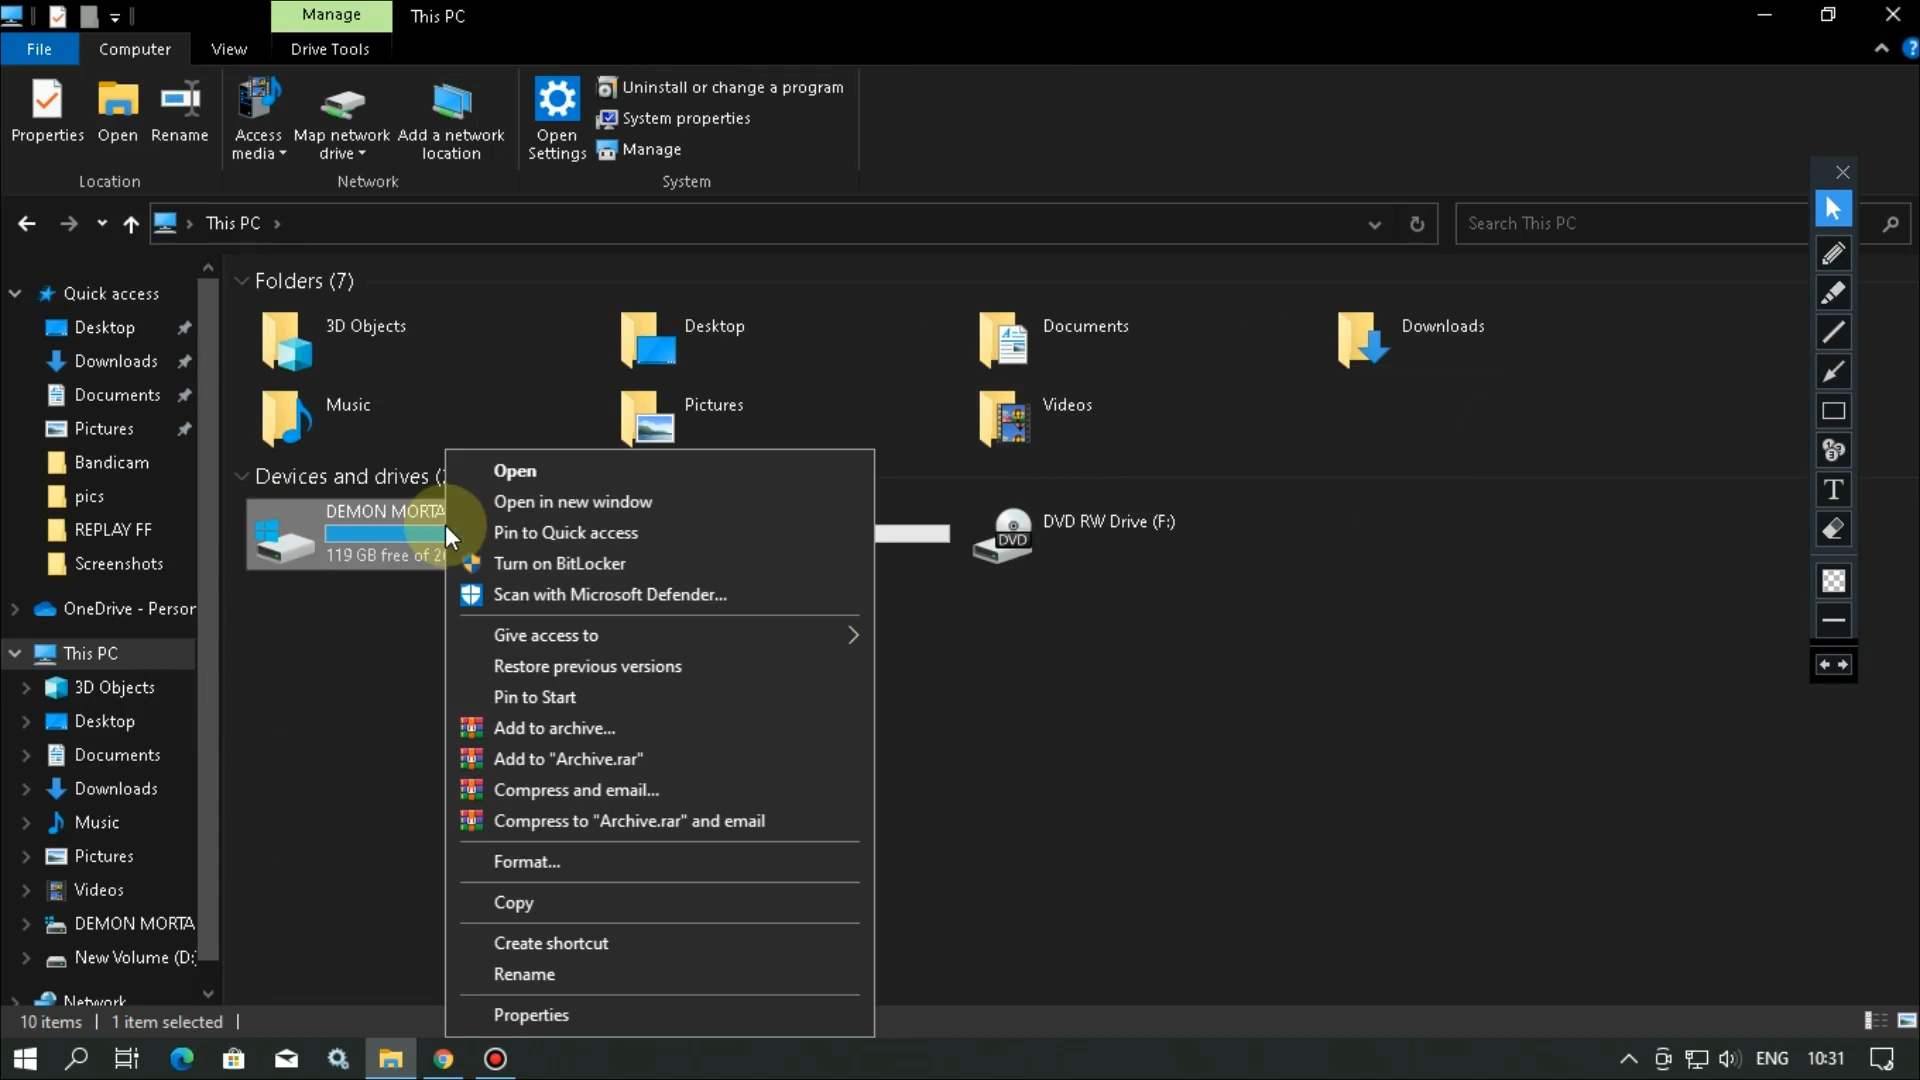 Manage
This PC
File
Computer
View
Drive Tools
Properties
Open
Rename
Access media
Map network drive
Add a network location
Open Settings
Uninstall or change a program
System properties
Manage
Location
Network
System
This PC
Search This PC
Quick access
Desktop
Downloads
Documents
Pictures
Bandicam
pics
REPLAY FF
Screenshots
OneDrive - Person
This PC
3D Objects
Desktop
Documents
Downloads
Music
Pictures
Videos
DEMON MORTA
New Volume (D:
Network
Folders (7)
3D Objects
Desktop
Documents
Downloads
Music
Pictures
Videos
Devices and drives (
DEMON MORTA
119 GB free of 2
DVD RW Drive (F:)
DVD
Open
Open in new window
Pin to Quick access
Turn on BitLocker
Scan with Microsoft Defender...
Give access to
Restore previous versions
Pin to Start
Add to archive...
Add to "Archive.rar"
Compress and email...
Compress to "Archive.rar" and email
Format...
Copy
Create shortcut
Rename
Properties
T
10 items
1 item selected
ENG
10:31